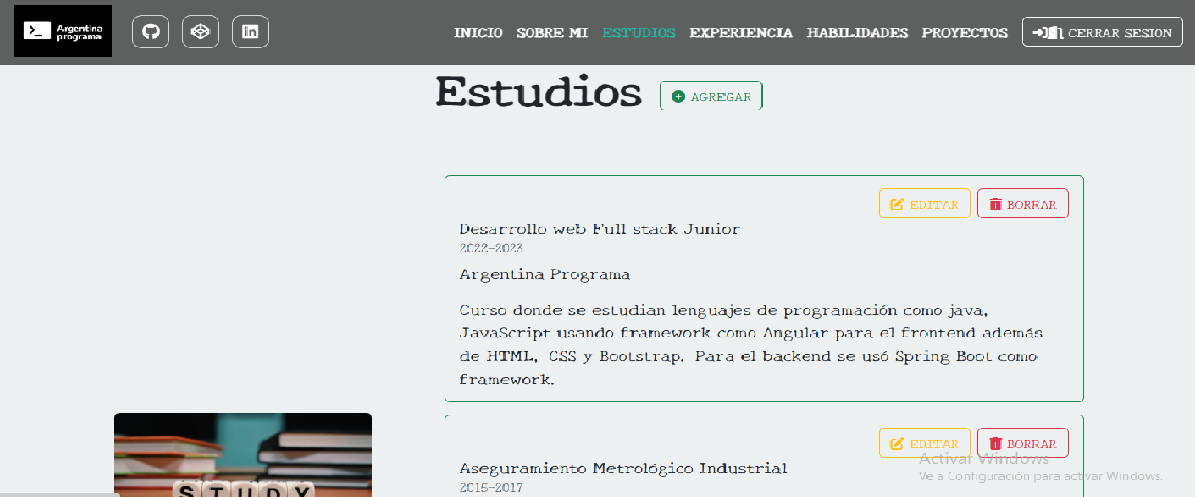 Argentina
programa
INICIO SOBRE MI ESTUDIOS EXPERIENCIA HABILIDADES PROYECTOS CERRAR SESION
Estudios AGREGAR
EDITAR BORRAR
Desarrollo web Full stack Junior
2022-2023
Argentina Programa
Curso donde se estudian lenguajes de programación como java,
JavaScript usando framework como Angular para el frontend además
de HTML, CSS y Bootstrap. Para el backend se usó Spring Boot como
framework.
EDITAR BORRAR
Aseguramiento Metrológico Industrial
2015-2017
STUDY
Activar Windows
Ve a Configuración para activar Windows.